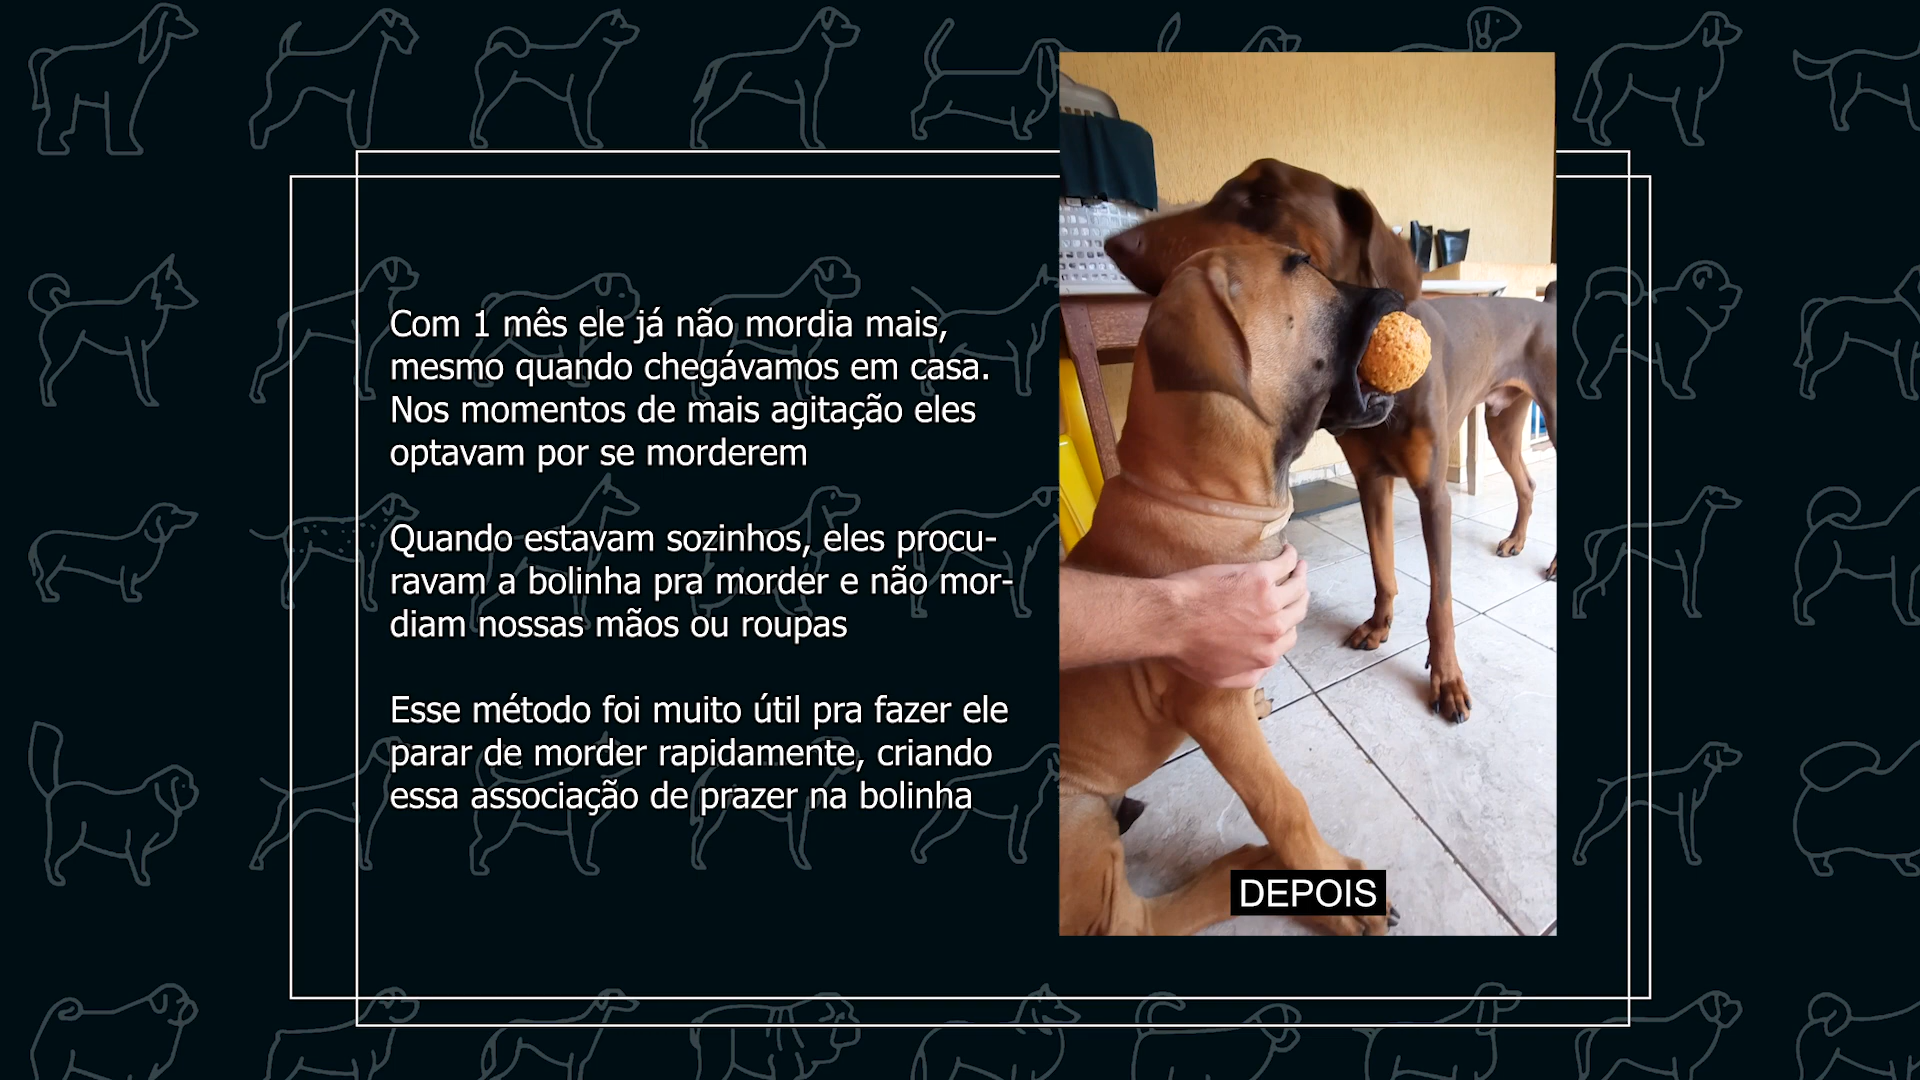 Com 1 mês ele já não mordia mais,
mesmo quando chegávamos em casa.
Nos momentos de mais agitação eles
optavam por se morderem
Quando estavam sozinhos, eles procu-
ravam a bolinha pra morder e não mor-
diam nossas mãos ou roupas
Esse método foi muito útil pra fazer ele
parar de morder rapidamente, criando
essa associação de prazer na bolinha
DEPOIS